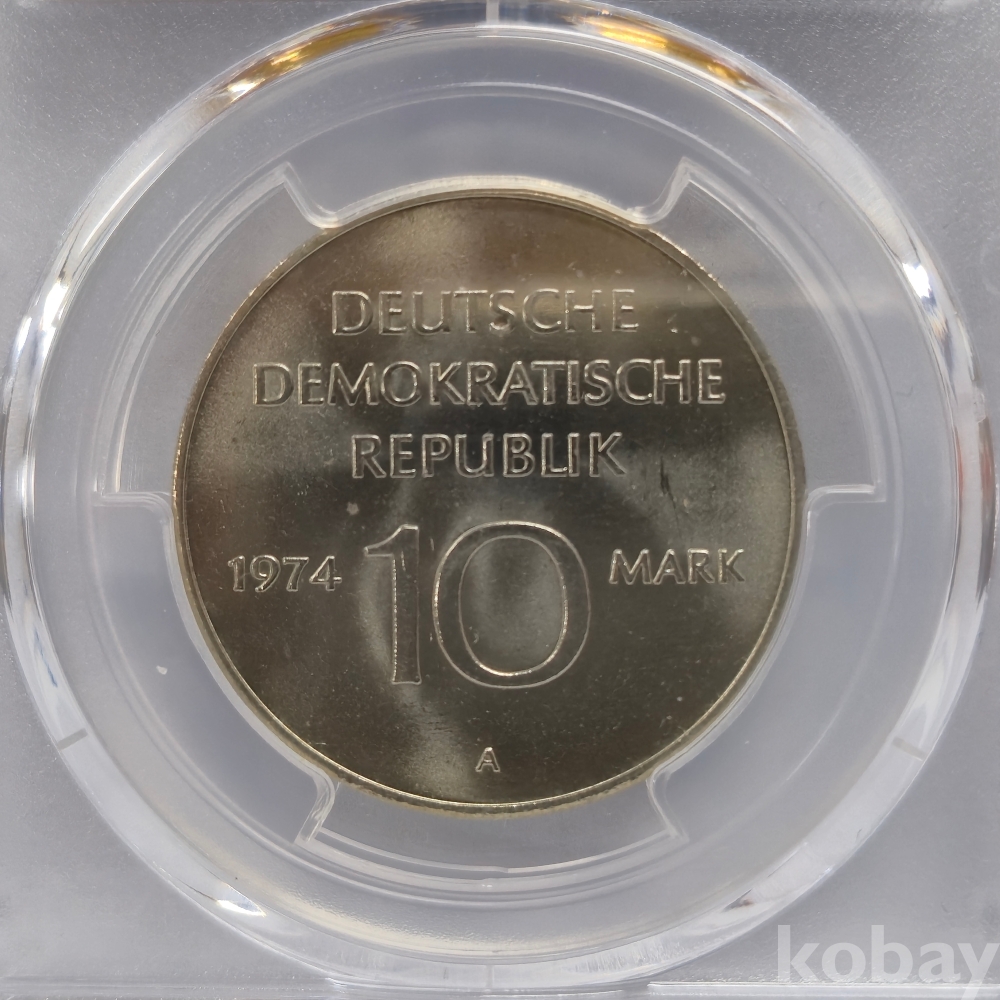 DEUTSCHE
DEMOKRATISCHE
REPUBLIK
1974 10 MARK
A
kobay